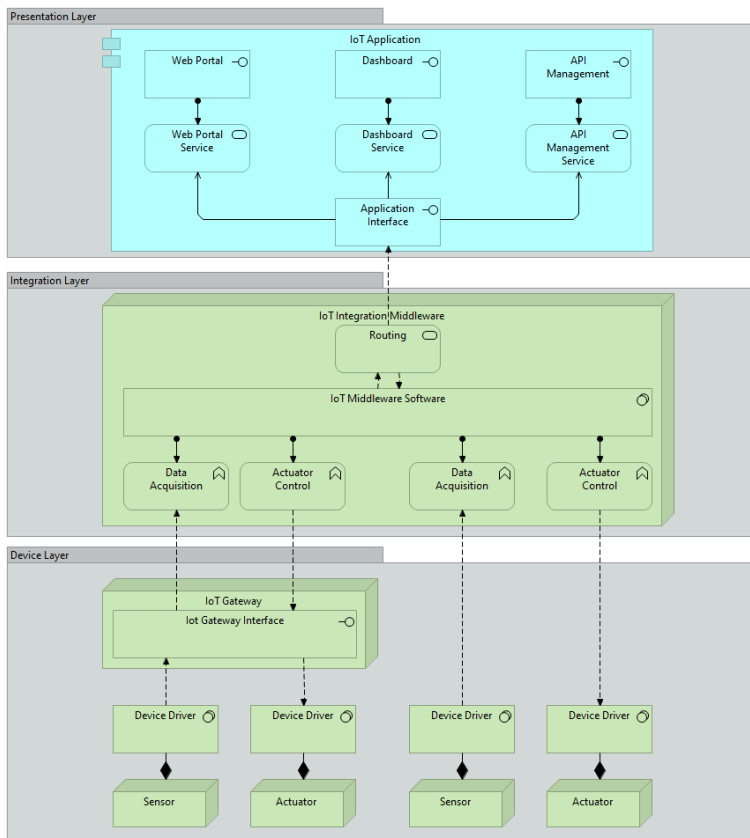 Presentation Layer
IoT Application
Web Portal
Dashboard
API
Management
Web Portal
Service
Dashboard
Service
API
Management
Service
Application
Interface
Integration Layer
IoT Integration Middleware
Routing
IoT Middleware Software
Data
Acquisition
Actuator
Control
Data
Acquisition
Actuator
Control
Device Layer
IoT Gateway
Iot Gateway Interface
Device Driver
Device Driver
Device Driver
Device Driver
Sensor
Actuator
Sensor
Actuator